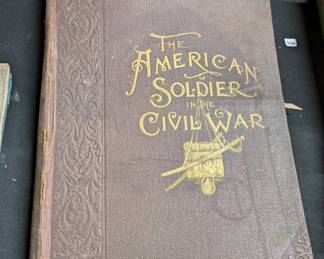 THE
AMERICAN
SOLDIER
IN THE
CIVIL WAR